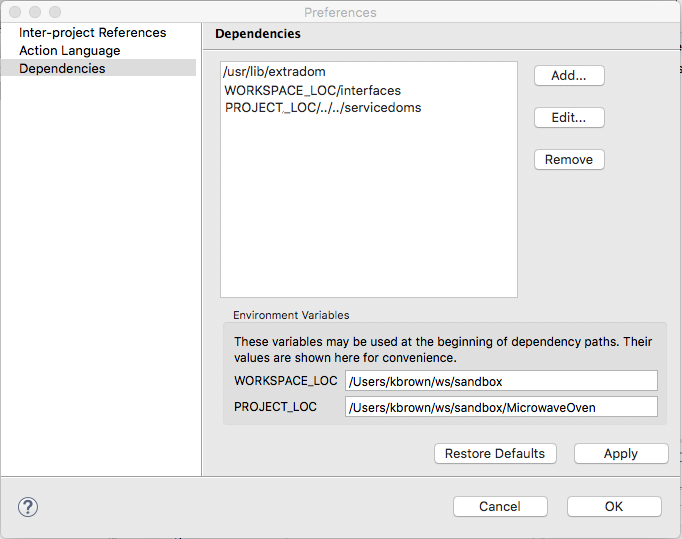 Preferences
Inter-project References
Action Language
Dependencies
Dependencies
/usr/lib/extradom
WORKSPACE_LOC/interfaces
PROJECT_LOC/../../servicedoms
Add...
Edit...
Remove
Environment Variables
These variables may be used at the beginning of dependency paths. Their
values are shown here for convenience.
WORKSPACE_LOC /Users/kbrown/ws/sandbox
PROJECT_LOC /Users/kbrown/ws/sandbox/MicrowaveOven
Restore Defaults Apply
? Cancel OK